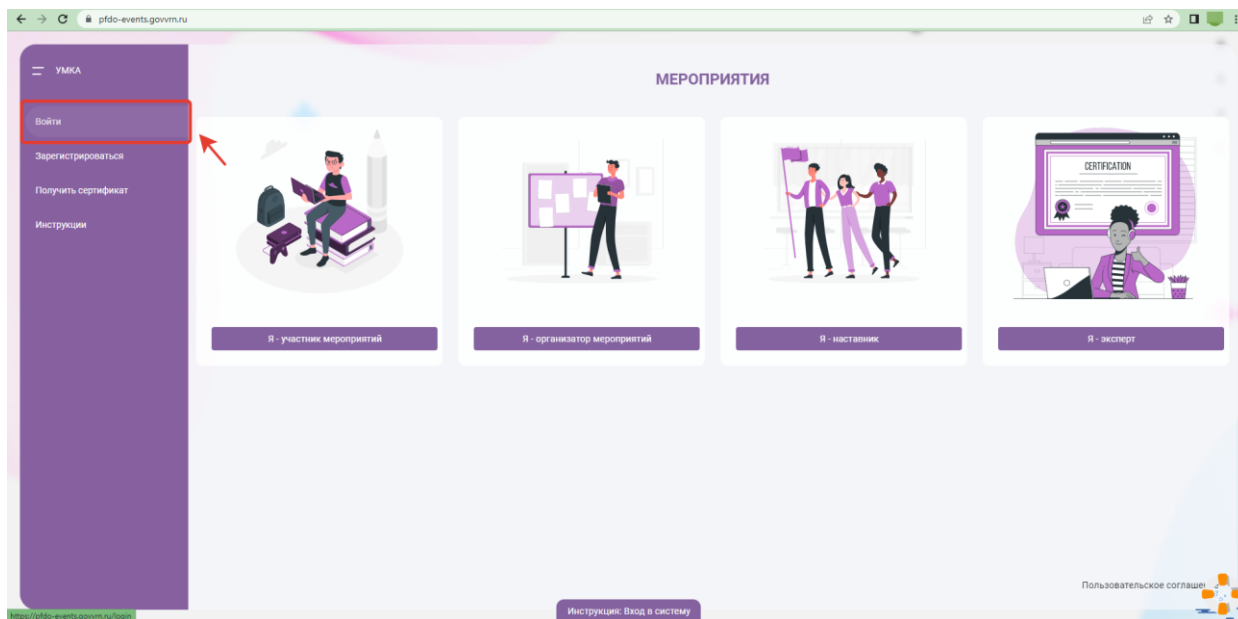 pfdo-events.govvrn.ru
УМКА
МЕРОПРИЯТИЯ
Войти
Зарегистрироваться
Получить сертификат
Инструкции
CERTIFICATION
Я - участник мероприятий
Я - организатор мероприятий
Я - наставник
Я - эксперт
Пользовательское
Инструкция: Вход в систему
https://pfdo-events.govvrn.ru/login